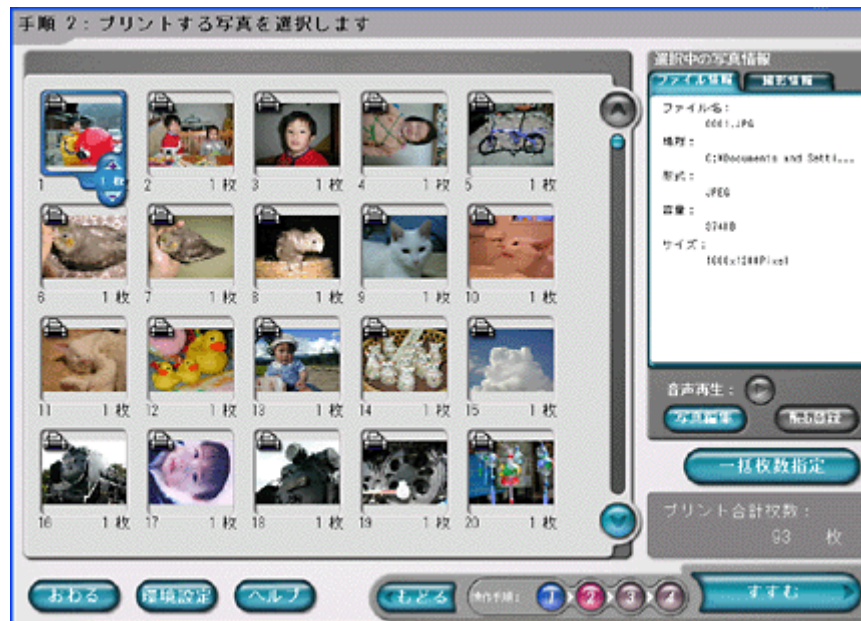 手順 2：プリントする写真を選択します
選択中の写真情報
ファイル情報 撮影情報
ファイル名：
0001.JPG
場所：
C:¥Documents and Setti...
形式：
JPEG
容量：
サイズ：
音声再生：
写真編集
一括枚数指定
プリント合計枚数：
93 枚
1 1 枚
2 1 枚
3 1 枚
4 1 枚
5 1 枚
6 1 枚
7 1 枚
8 1 枚
9 1 枚
10 1 枚
11 1 枚
12 1 枚
13 1 枚
14 1 枚
15 1 枚
16 1 枚
17 1 枚
18 1 枚
19 1 枚
20 1 枚
おわる 環境設定 ヘルプ もどる 操作手順： 1 2 3 4 すすむ